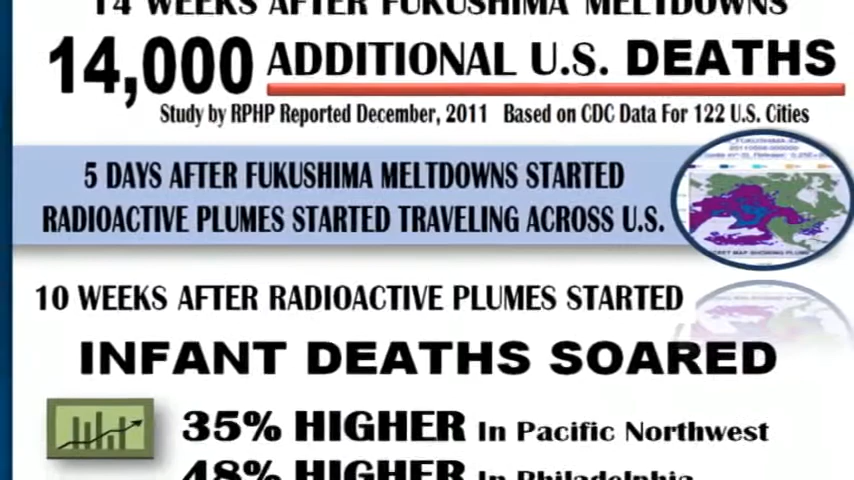 14 WEEKS AFTER FUKUSHIMA MELTDOWNS
14,000 ADDITIONAL U.S. DEATHS
Study by RPHP Reported December, 2011 Based on CDC Data For 122 U.S. Cities
5 DAYS AFTER FUKUSHIMA MELTDOWNS STARTED
RADIOACTIVE PLUMES STARTED TRAVELING ACROSS U.S.
10 WEEKS AFTER RADIOACTIVE PLUMES STARTED
INFANT DEATHS SOARED
35% HIGHER In Pacific Northwest
48% HIGHER In Philadelphia